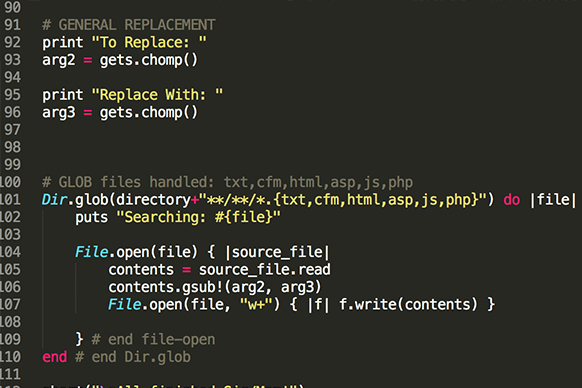 90
91 # GENERAL REPLACEMENT
92 print "To Replace: "
93 arg2 = gets.chomp()
94
95 print "Replace With: "
96 arg3 = gets.chomp()
97
98
99
100 # GLOB files handled: txt,cfm,html,asp,js,php
101 Dir.glob(directory+"**/**/*.{txt,cfm,html,asp,js,php}") do |file|
102 puts "Searching: #{file}"
103
104 File.open(file) { |source_file|
105 contents = source_file.read
106 contents.gsub!(arg2, arg3)
107 File.open(file, "w+") { |f| f.write(contents) }
108
109 } # end file-open
110 end # end Dir.glob
111